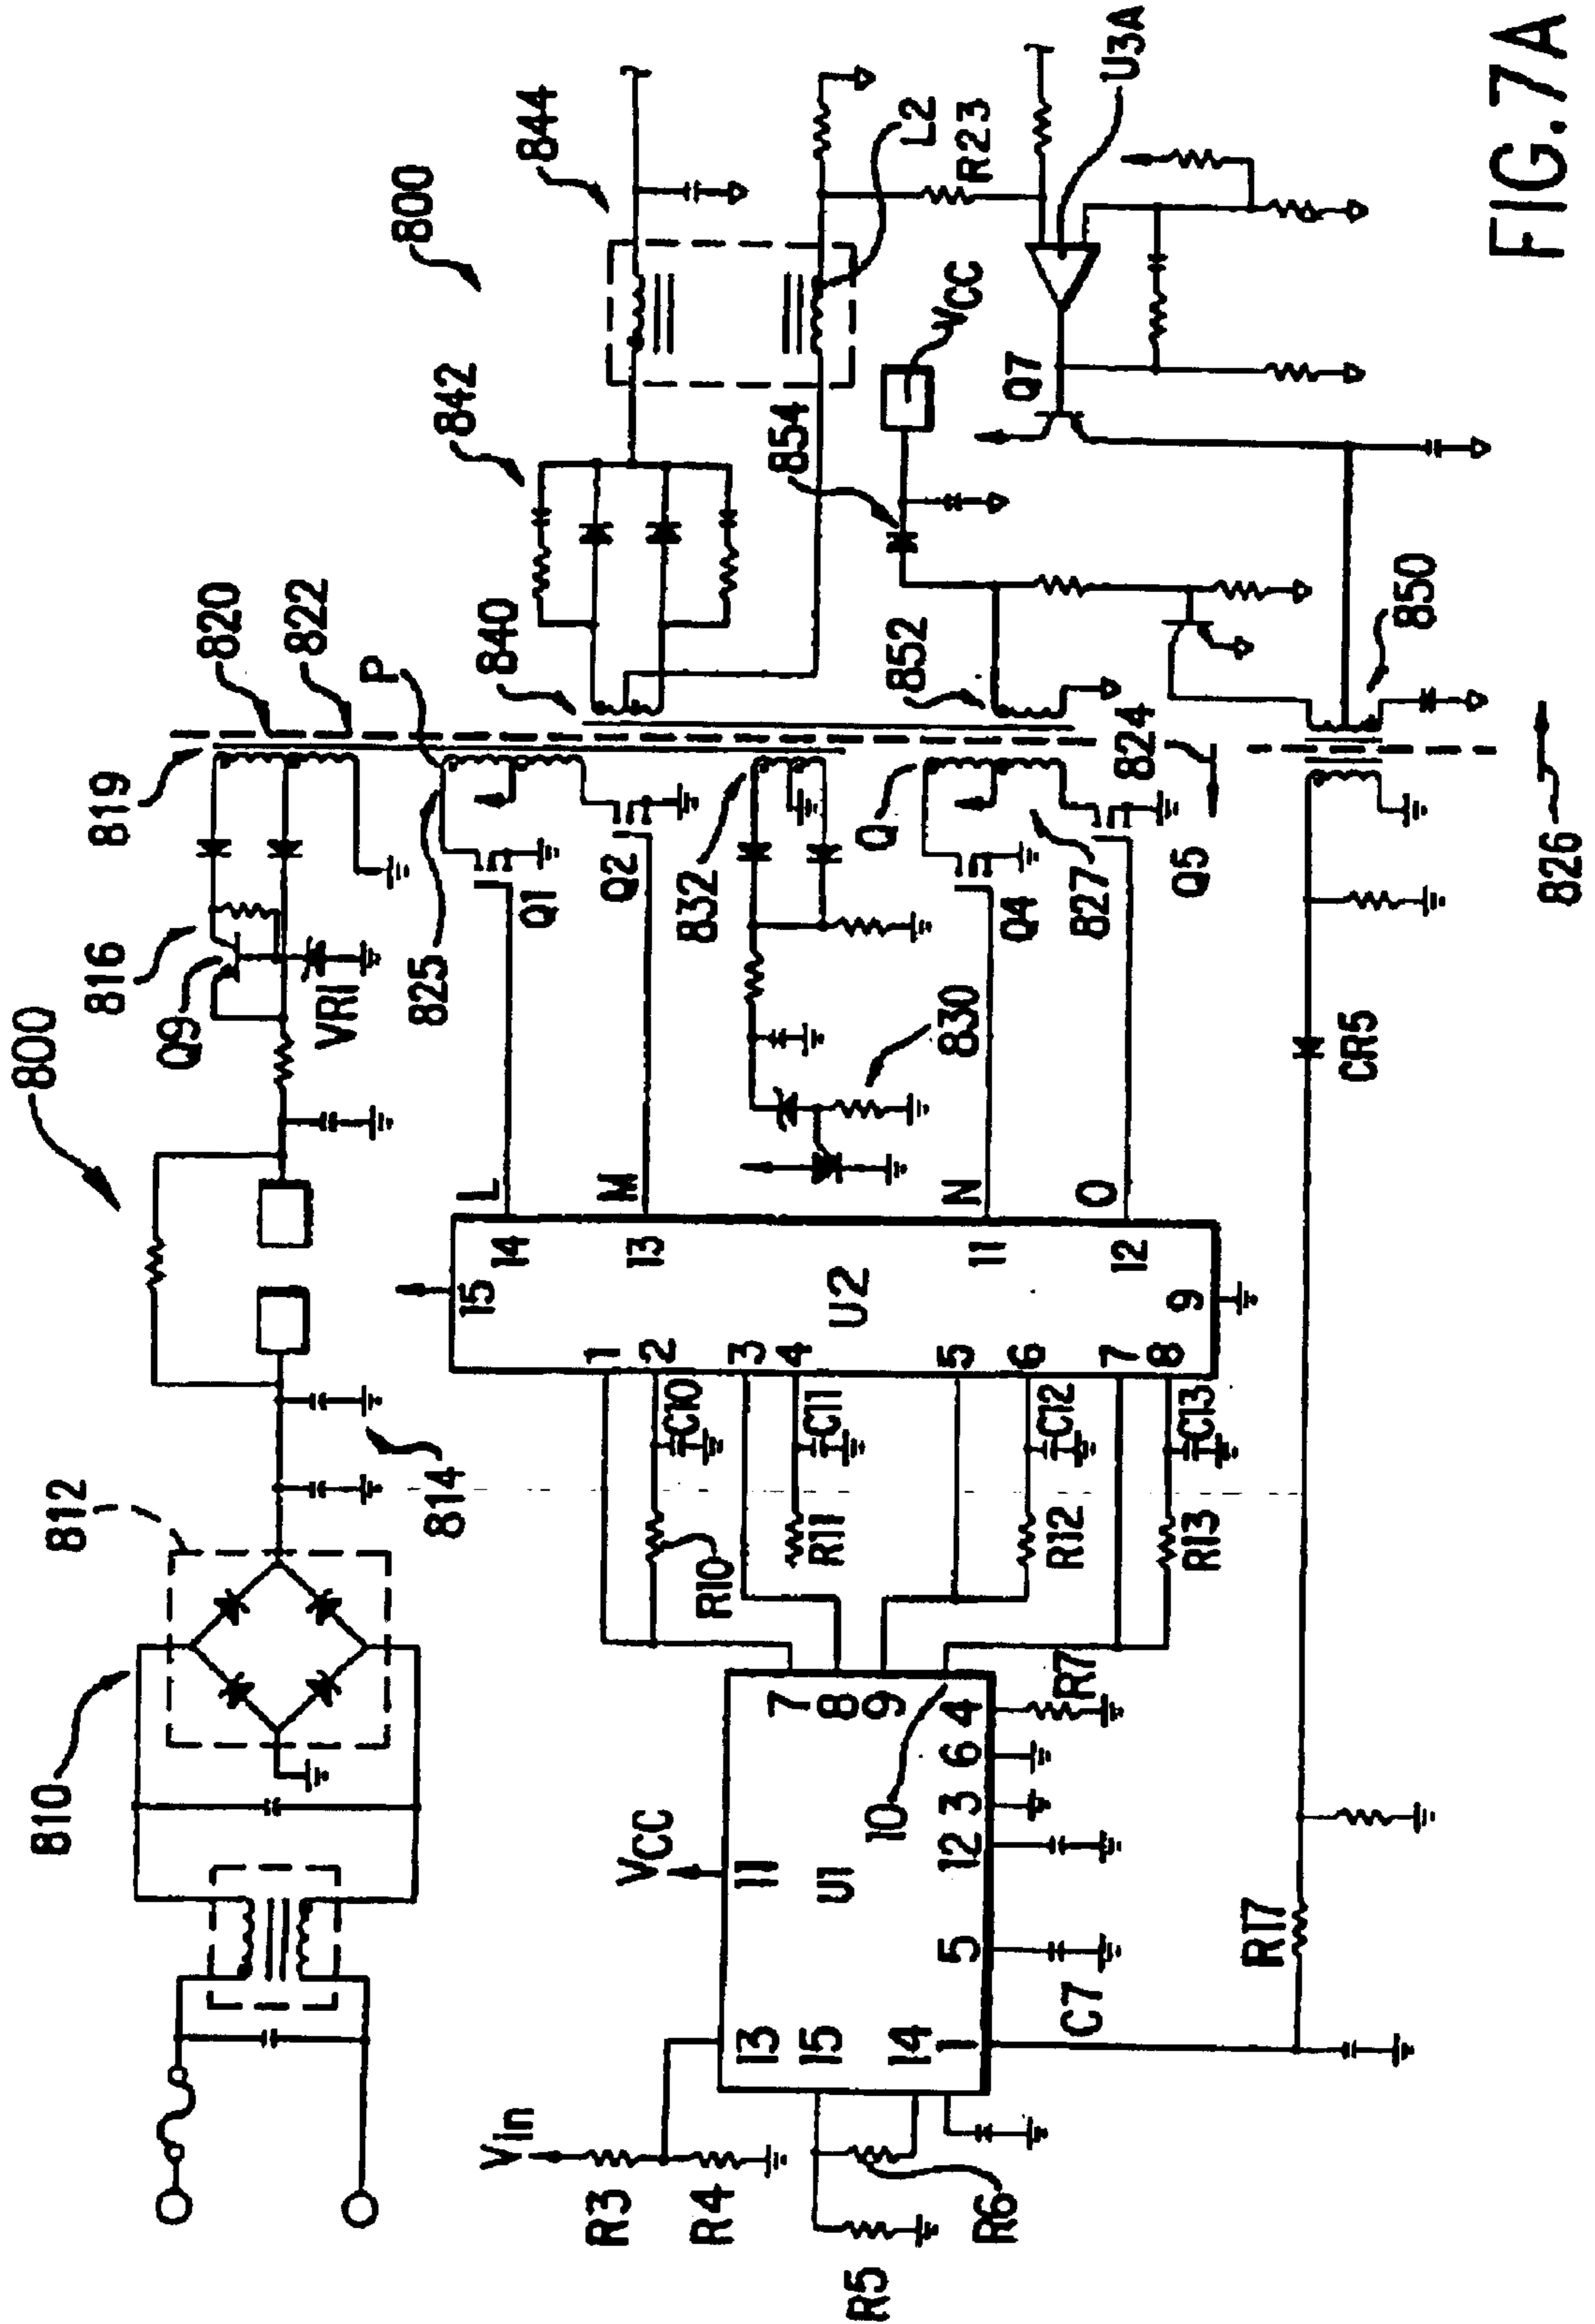 800
810
812
814
816
Q9
VR1
819
820
822
P
825
840
842
800
844
L
M
N
O
Q1
Q2
832
830
Q
Q4
827
824
Q5
826
852
854
VCC
L2
R23
U3A
Q7
850
CR5
Vin
R3
R4
R5
R6
VCC
U1
11
13
15
14
1
5
12
3
6
4
7
8
9
10
C7
R7
R17
R10
R11
R12
R13
C10
C11
C12
C13
U2
1
2
3
4
5
6
7
8
9
15
14
13
11
12
FIG.7A